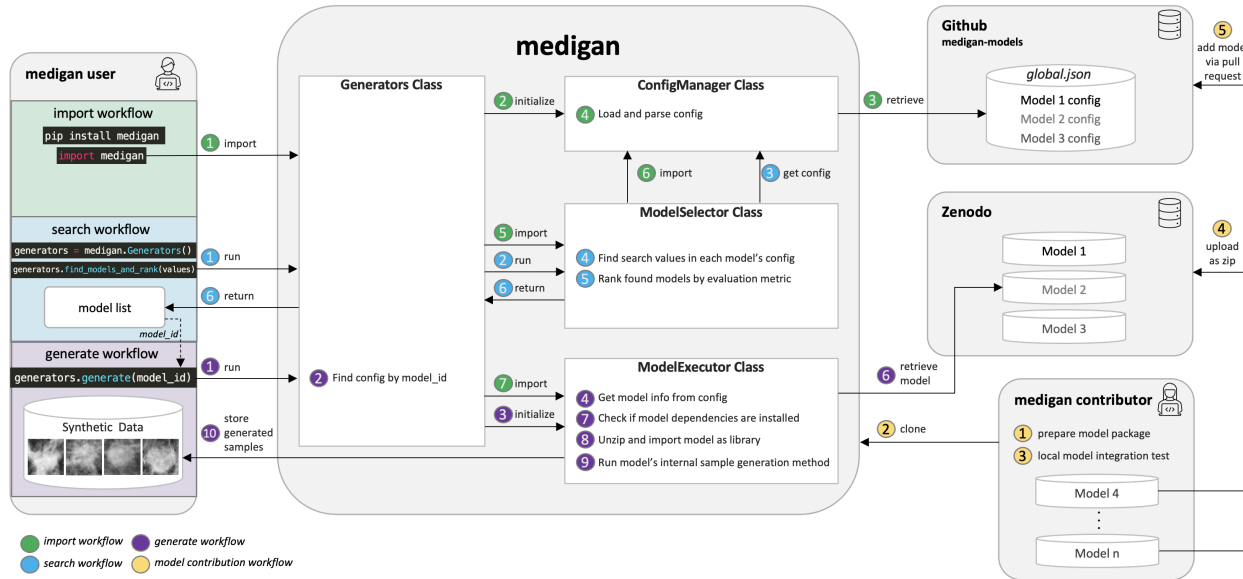 medigan user
import workflow
pip install medigan
import medigan
search workflow
generators = medigan.Generators()
generators.find_models_and_rank(values)
model list
model_id
generate workflow
generators.generate(model_id)
Synthetic Data
1 import
1 run
6 return
1 run
10 store
generated
samples
medigan
Generators Class
2 Find config by model_id
2 initialize
5 import
2 run
6 return
7 import
3 initialize
ConfigManager Class
4 Load and parse config
6 import
3 get config
ModelSelector Class
4 Find search values in each model's config
5 Rank found models by evaluation metric
ModelExecutor Class
4 Get model info from config
7 Check if model dependencies are installed
8 Unzip and import model as library
9 Run model's internal sample generation method
3 retrieve
6 retrieve
model
2 clone
Github
medigan-models
global.json
Model 1 config
Model 2 config
Model 3 config
5
add model
via pull
request
Zenodo
Model 1
Model 2
Model 3
4
upload
as zip
medigan contributor
1 prepare model package
3 local model integration test
Model 4
Model n
import workflow
generate workflow
search workflow
model contribution workflow